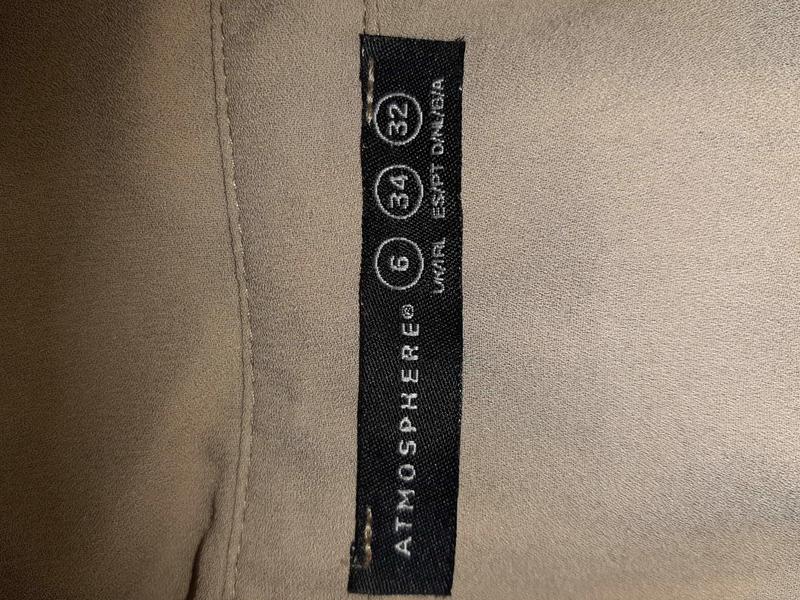 ATMOSPHERE® 6 34 32
UK/IRL ES/PT D/NL/B/A